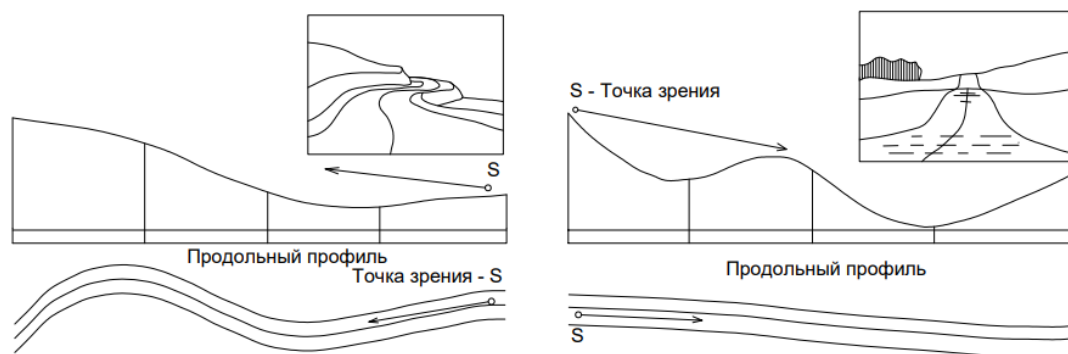 S
Продольный профиль
Точка зрения - S
S - Точка зрения
Продольный профиль
S